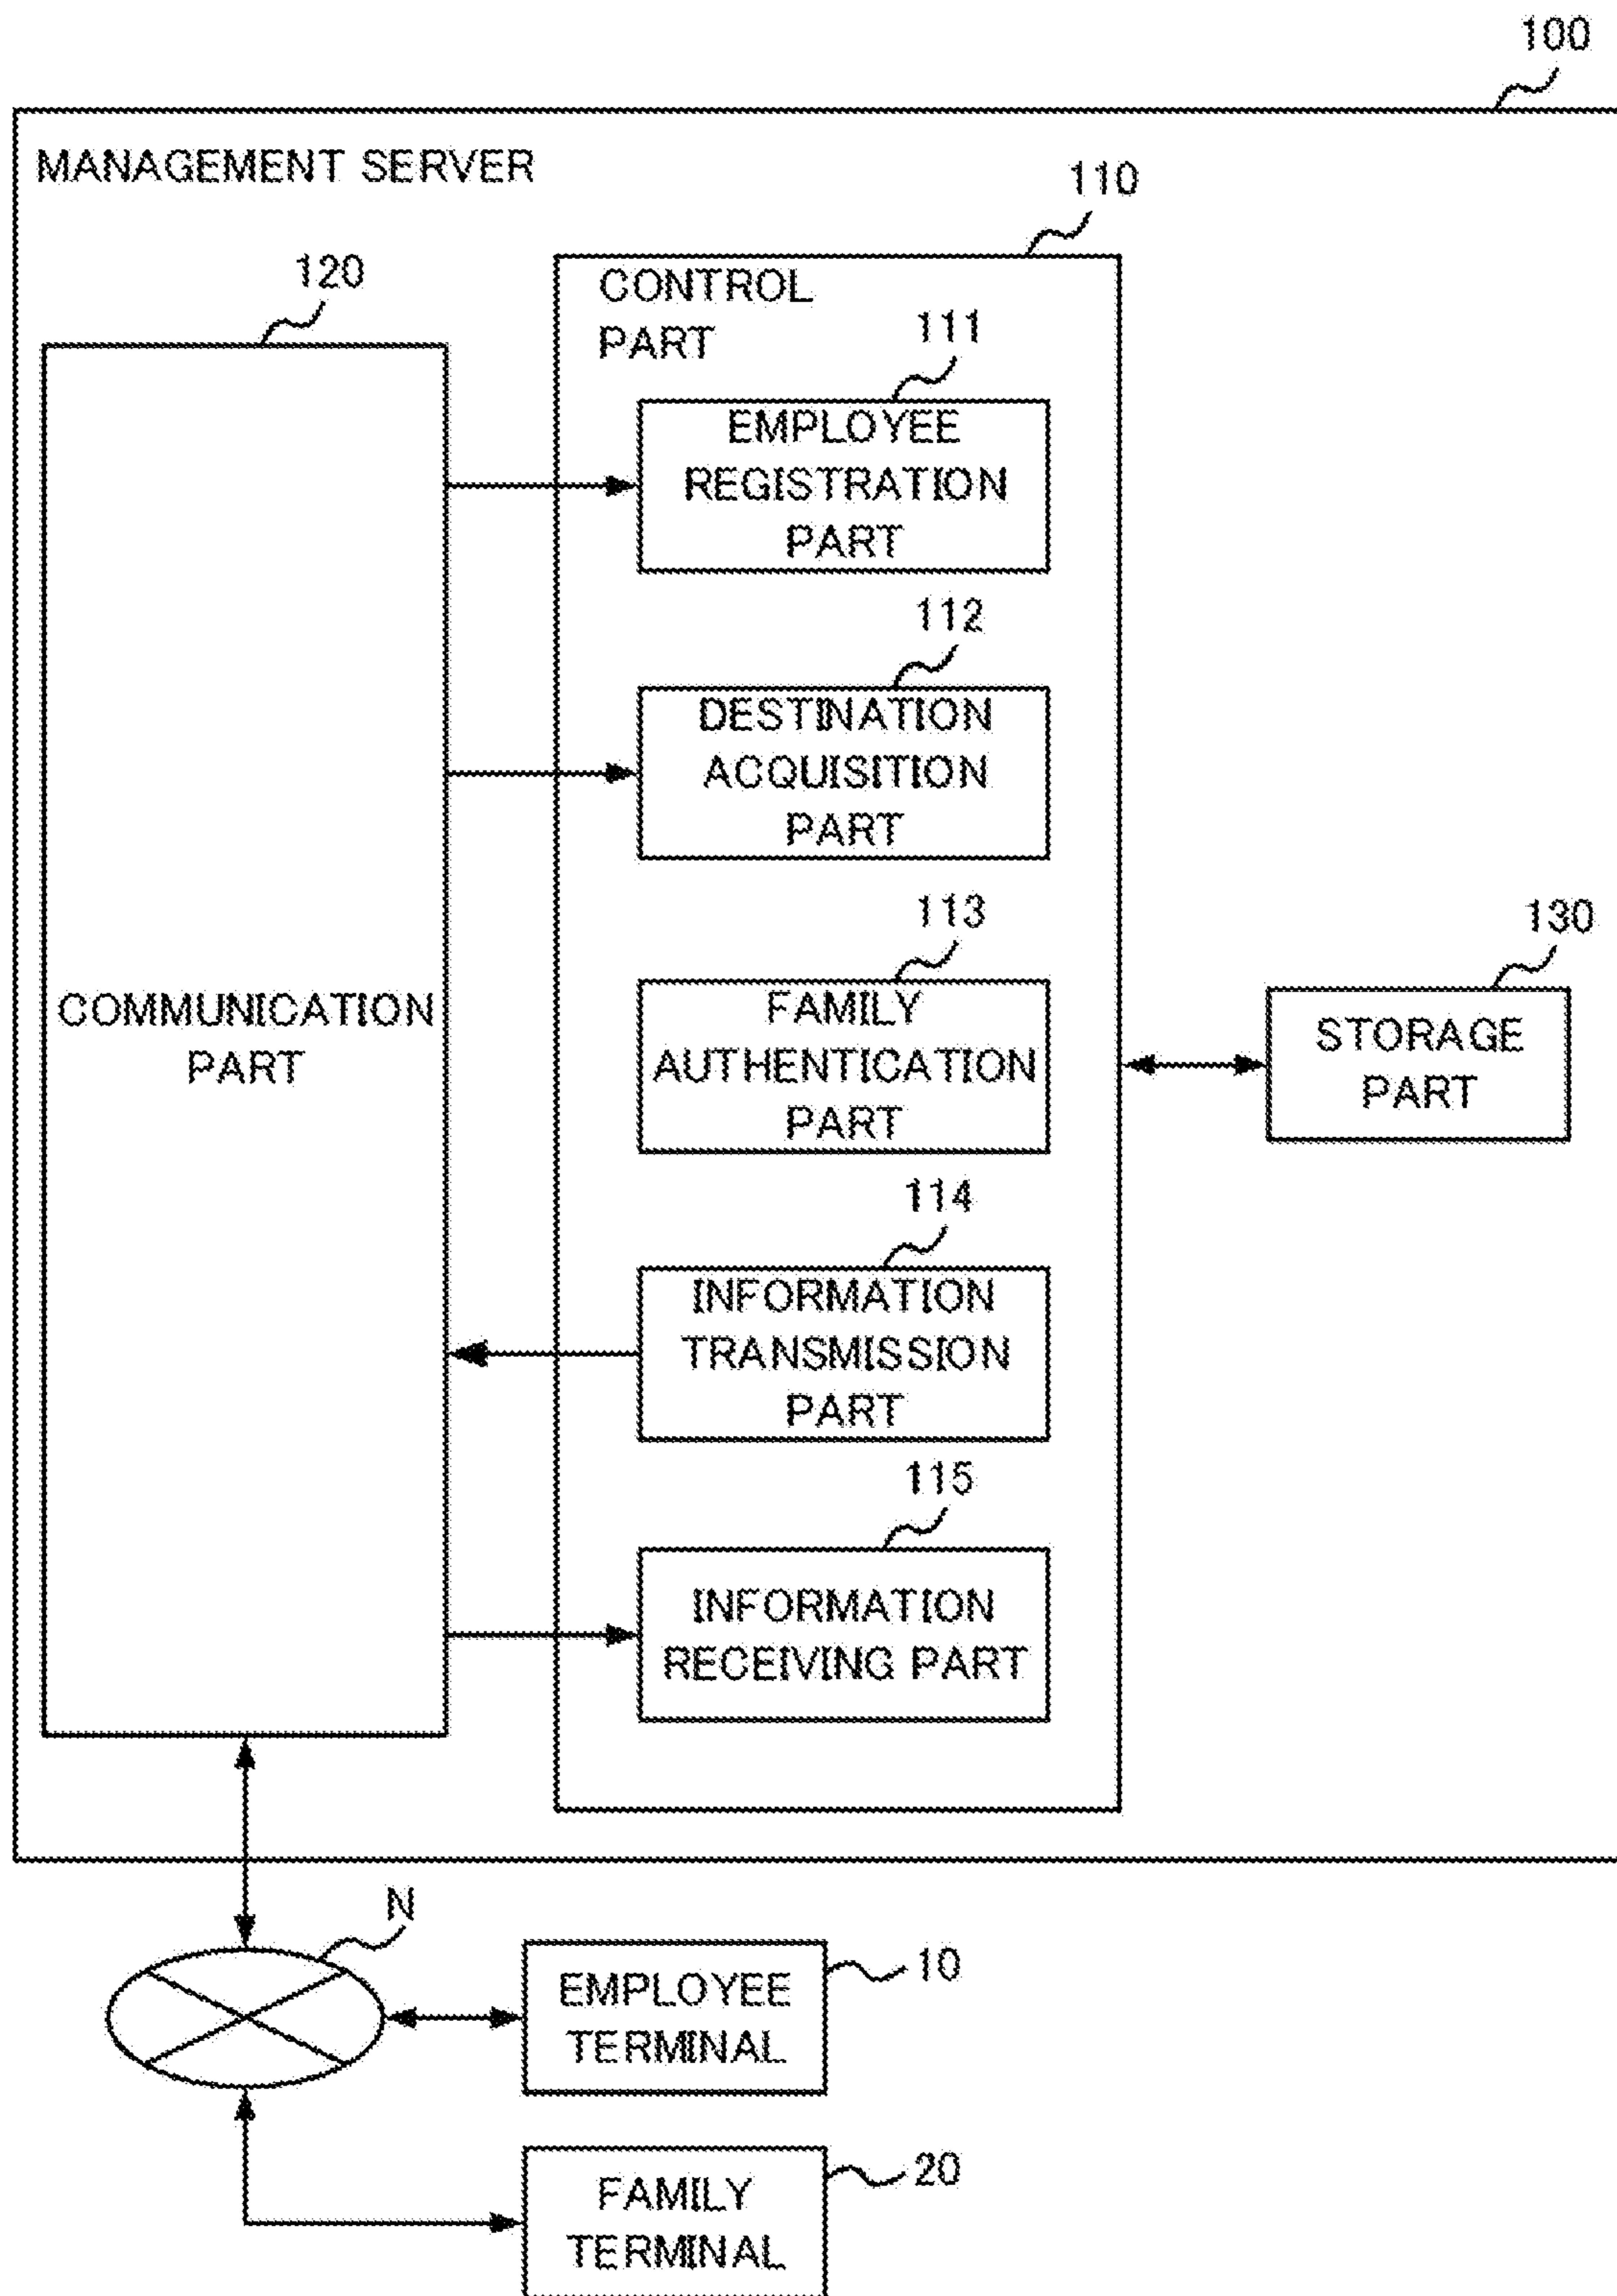 100
MANAGEMENT SERVER
110
120
CONTROL
PART
111
EMPLOYEE
REGISTRATION
PART
112
DESTINATION
ACQUISITION
PART
113
FAMILY
AUTHENTICATION
PART
COMMUNICATION
PART
130
STORAGE
PART
114
INFORMATION
TRANSMISSION
PART
115
INFORMATION
RECEIVING PART
N
10
EMPLOYEE
TERMINAL
20
FAMILY
TERMINAL